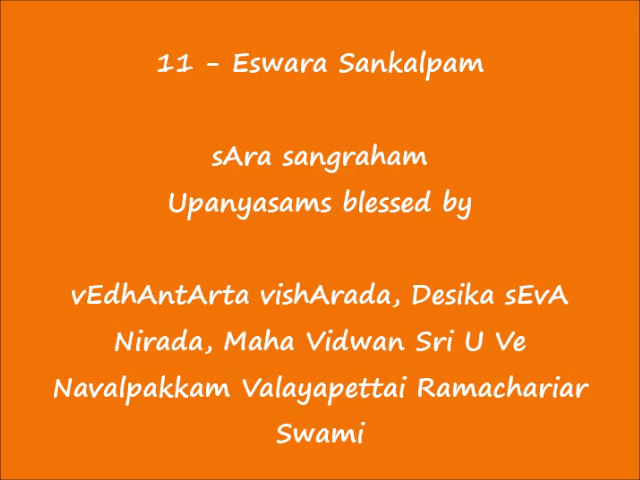 11 - Eswara Sankalpam
sAra sangraham
Upanyasams blessed by
vEdhAntArta vishArada, Desika sEvA
Nirada, Maha Vidwan Sri U Ve
Navalpakkam Valayapettai Ramachariar
Swami